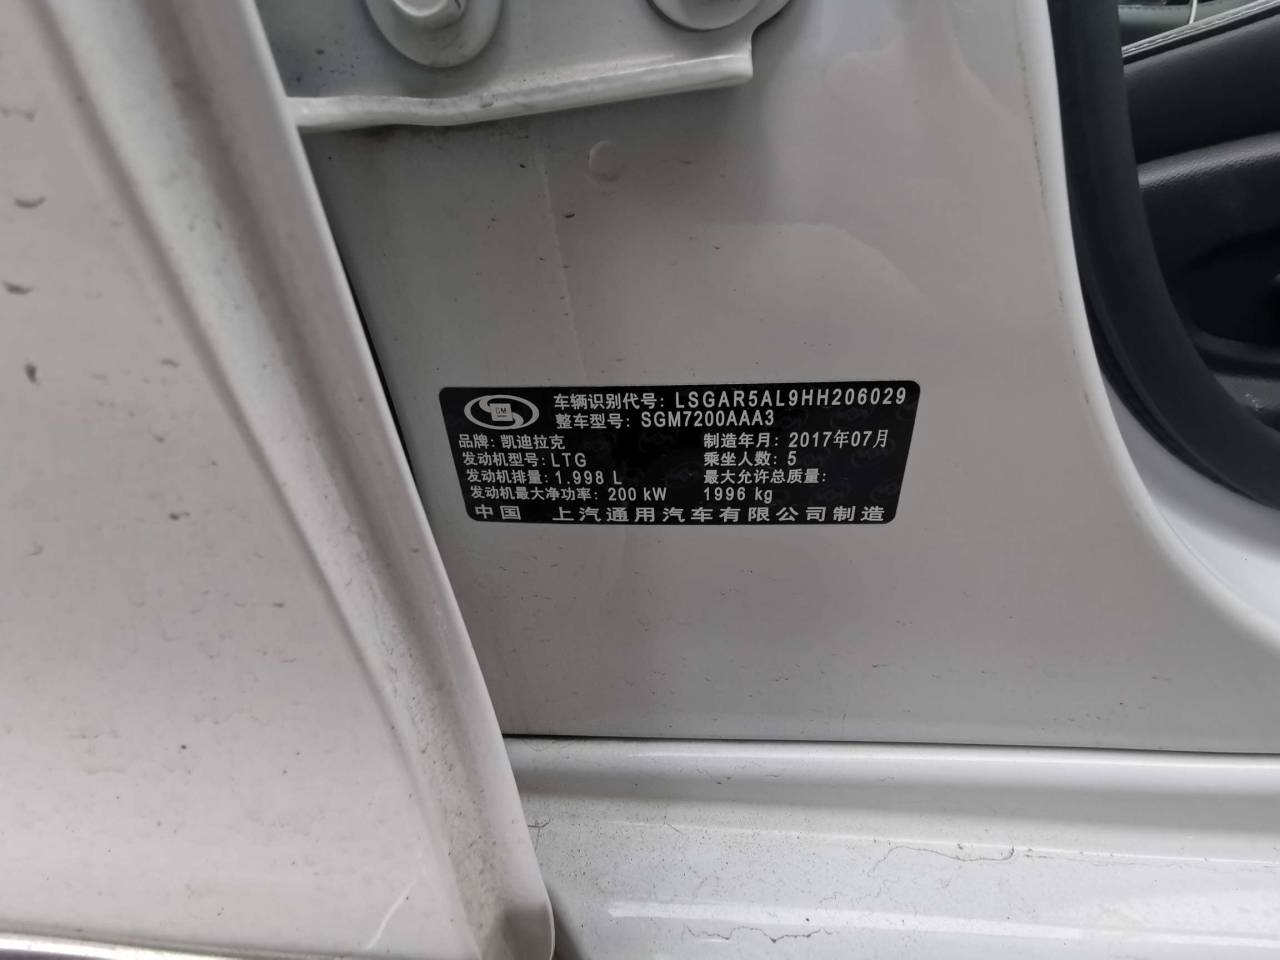 GM
车辆识别代号: LSGAR5AL9HH206029
整车型号: SGM7200AAA3
品牌: 凯迪拉克 制造年月: 2017年07月
发动机型号: LTG 乘坐人数: 5
发动机排量: 1.998 L 最大允许总质量:
发动机最大净功率: 200 kW 1996 kg
中国 上汽通用汽车有限公司制造